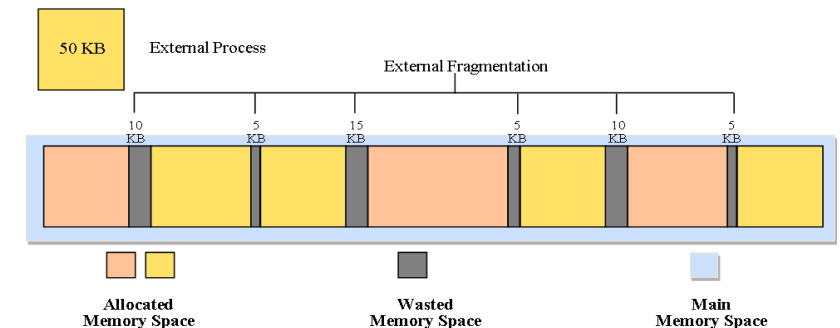 50 KB
External Process
External Fragmentation
10
KB
5
KB
15
KB
5
KB
10
KB
5
KB
Allocated
Memory Space
Wasted
Memory Space
Main
Memory Space